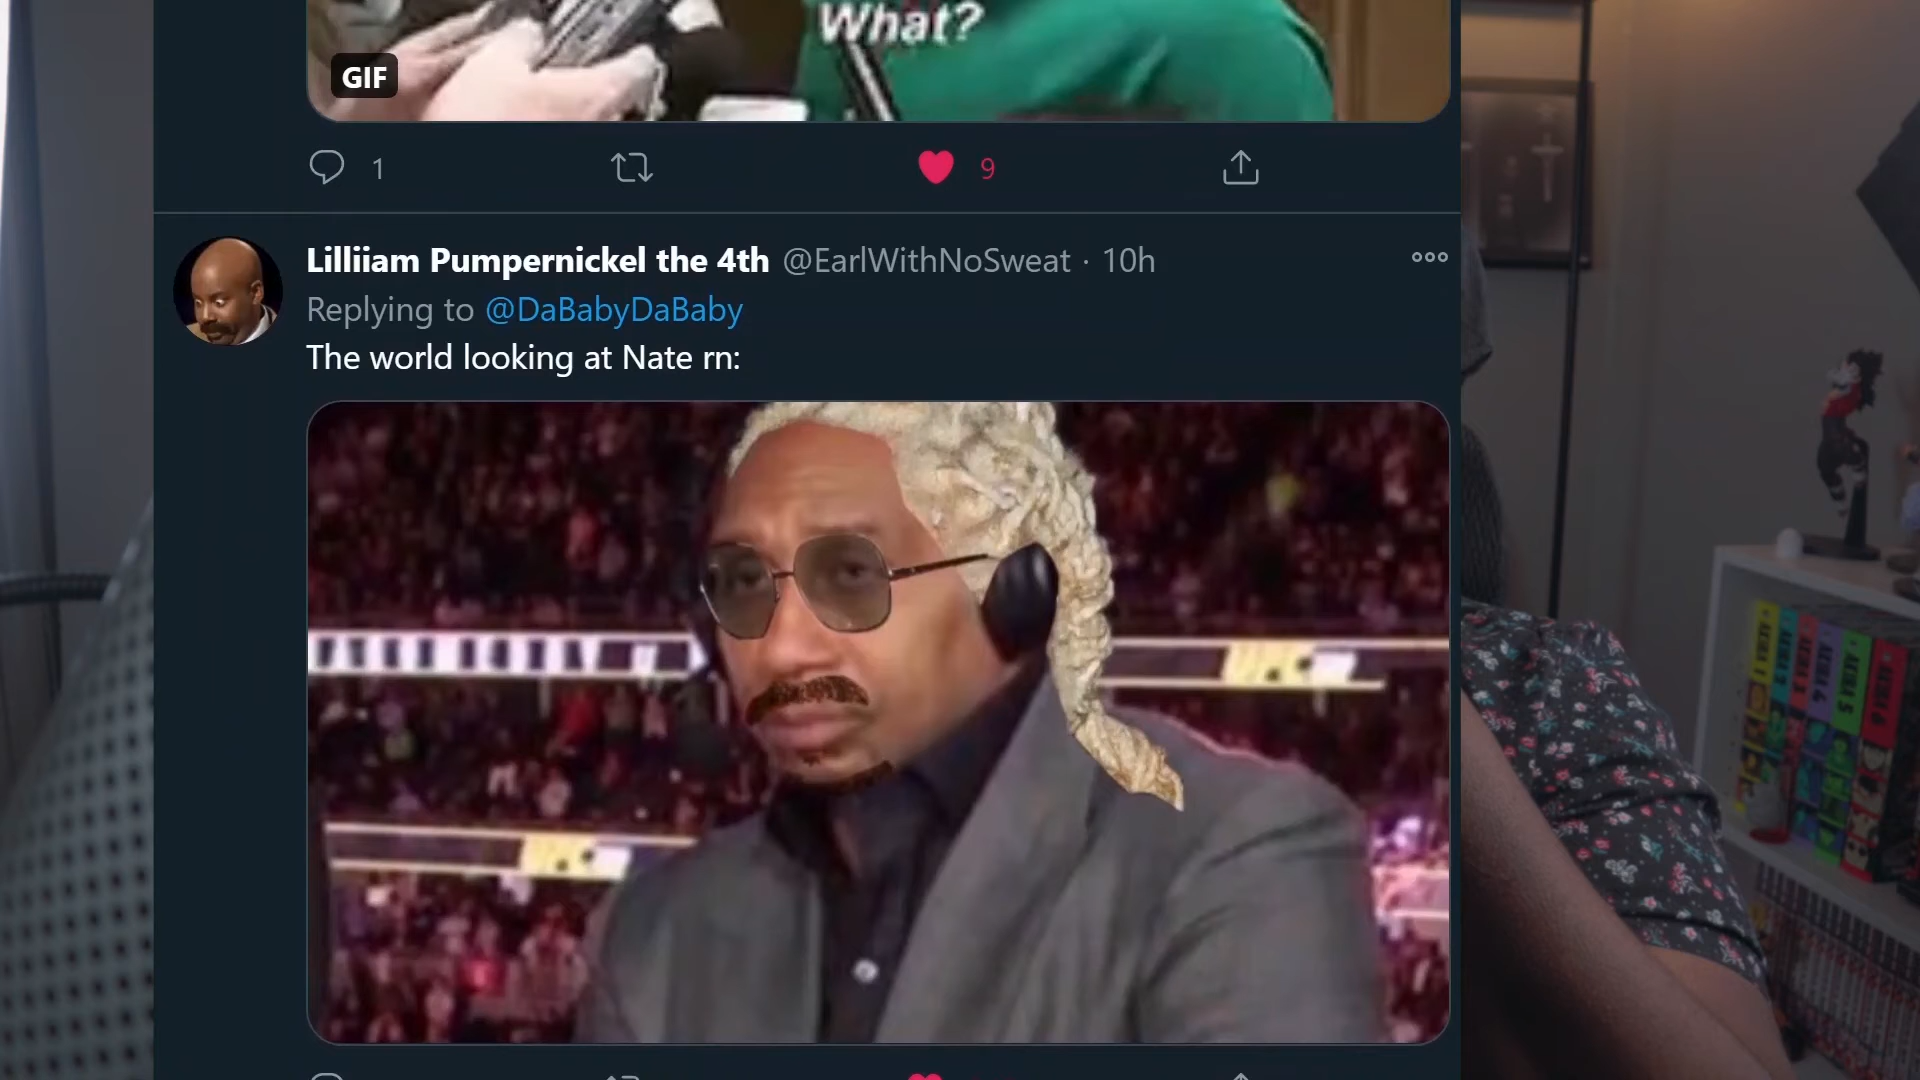 What?
GIF
1
9
Lilliiam Pumpernickel the 4th @EarlWithNoSweat · 10h
Replying to @DaBabyDaBaby
The world looking at Nate rn: